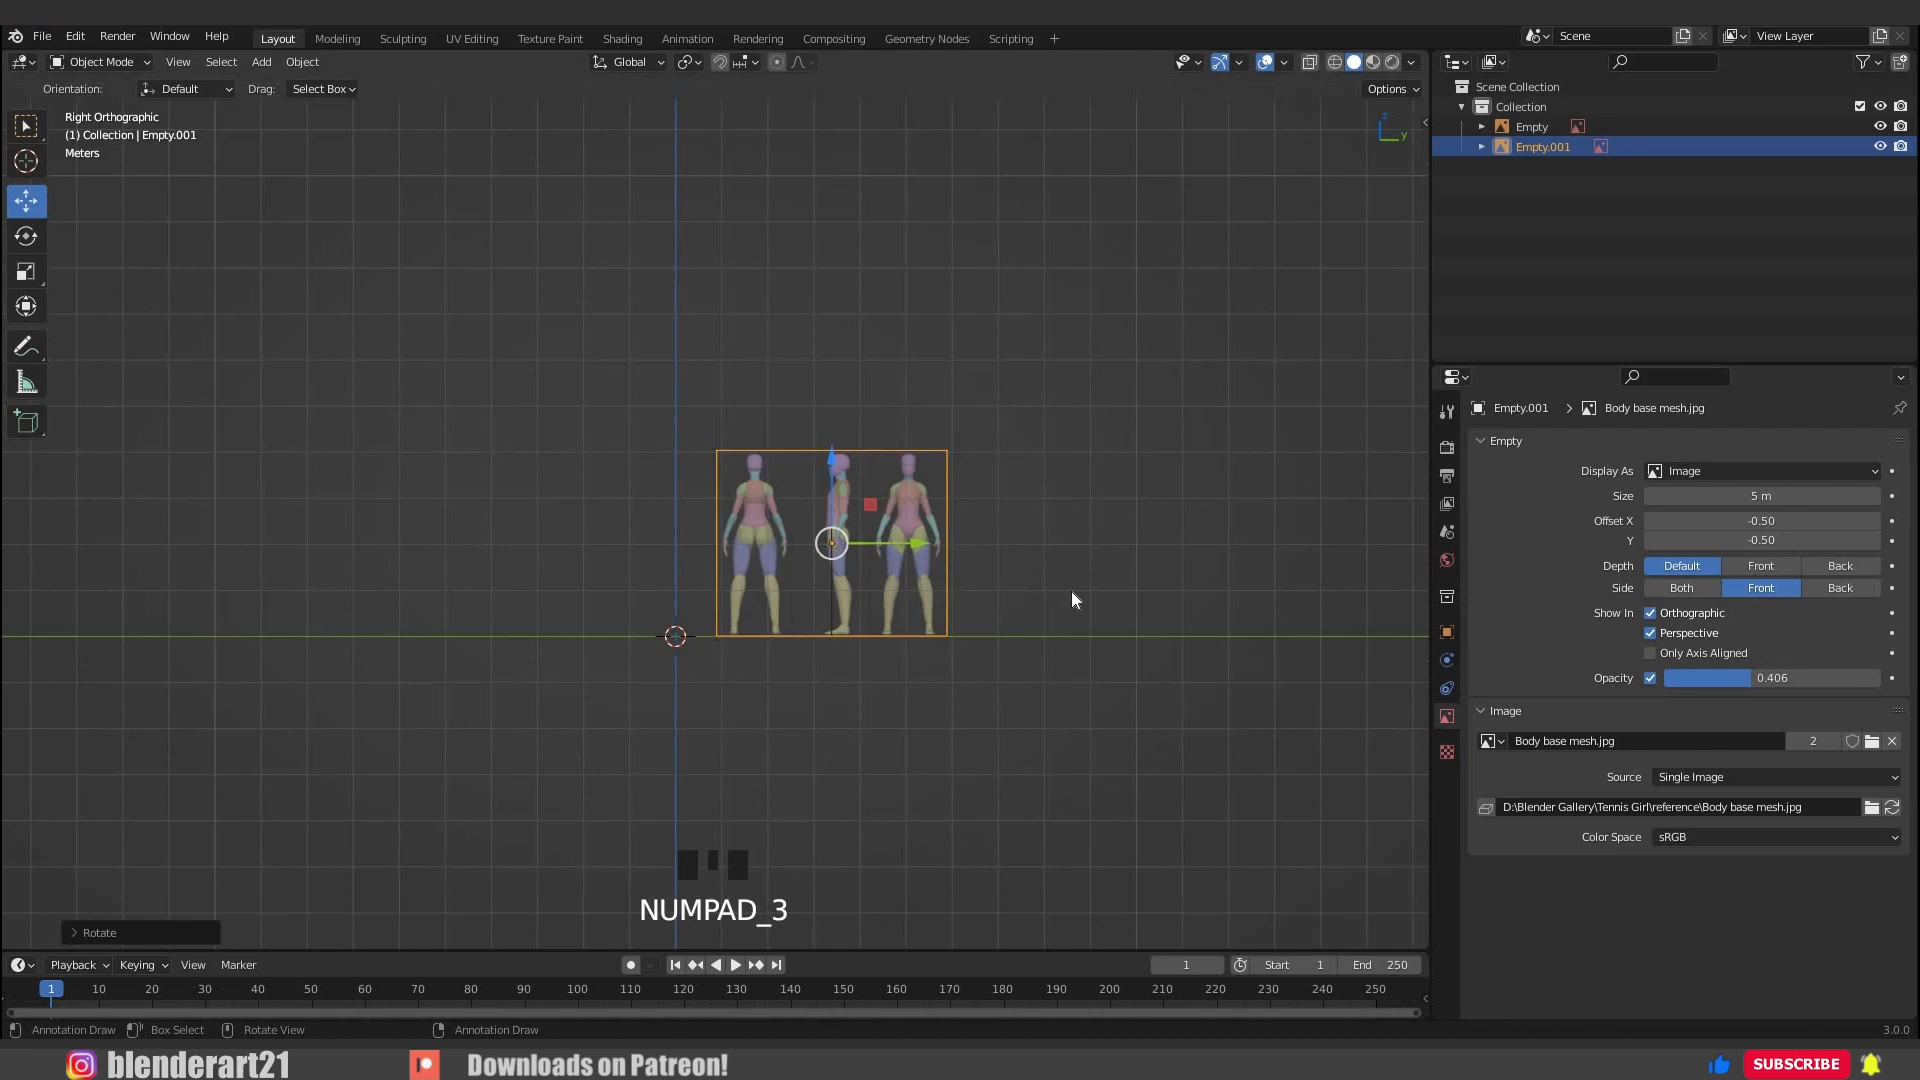 File Edit Render Window Help Layout Modeling Sculpting UV Editing Texture Paint Shading Animation Rendering Compositing Geometry Nodes Scripting + Scene View Layer
Object Mode View Select Add Object Global
Orientation: Default Drag: Select Box Options
Right Orthographic
(1) Collection | Empty.001
Meters
z
y
Scene Collection
Collection
Empty
Empty.001
Empty.001 > Body base mesh.jpg
Empty
Display As Image
Size 5 m
Offset X -0.50
Y -0.50
Depth Default Front Back
Side Both Front Back
Show In Orthographic
Perspective
Only Axis Aligned
Opacity 0.406
Image
Body base mesh.jpg 2
Source Single Image
D:\Blender Gallery\Tennis Girl\reference\Body base mesh.jpg
Color Space sRGB
NUMPAD_3
> Rotate
Playback Keying View Marker 1 Start 1 End 250
1 10 20 30 40 50 60 70 80 90 100 110 120 130 140 150 160 170 180 190 200 210 220 230 240 250
Annotation Draw Box Select Rotate View Annotation Draw 3.0.0
blenderart21 Downloads on Patreon! SUBSCRIBE